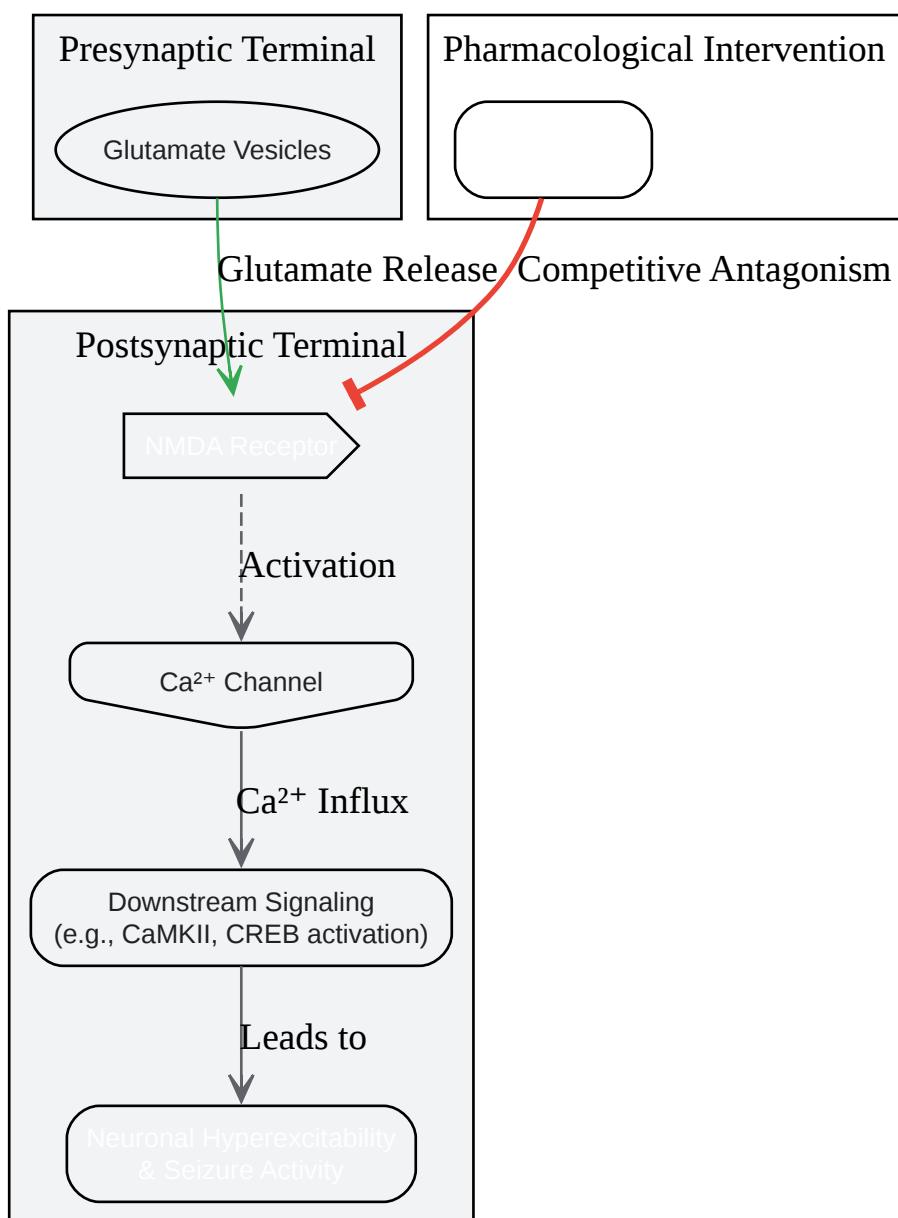 Presynaptic Terminal
Pharmacological Intervention
Glutamate Vesicles
Glutamate Release
Competitive Antagonism
Postsynaptic Terminal
NMDA Receptor
Activation
Ca²⁺ Channel
Ca²⁺ Influx
Downstream Signaling
(e.g., CaMKII, CREB activation)
Leads to
Neuronal Hyperexcitability
& Seizure Activity